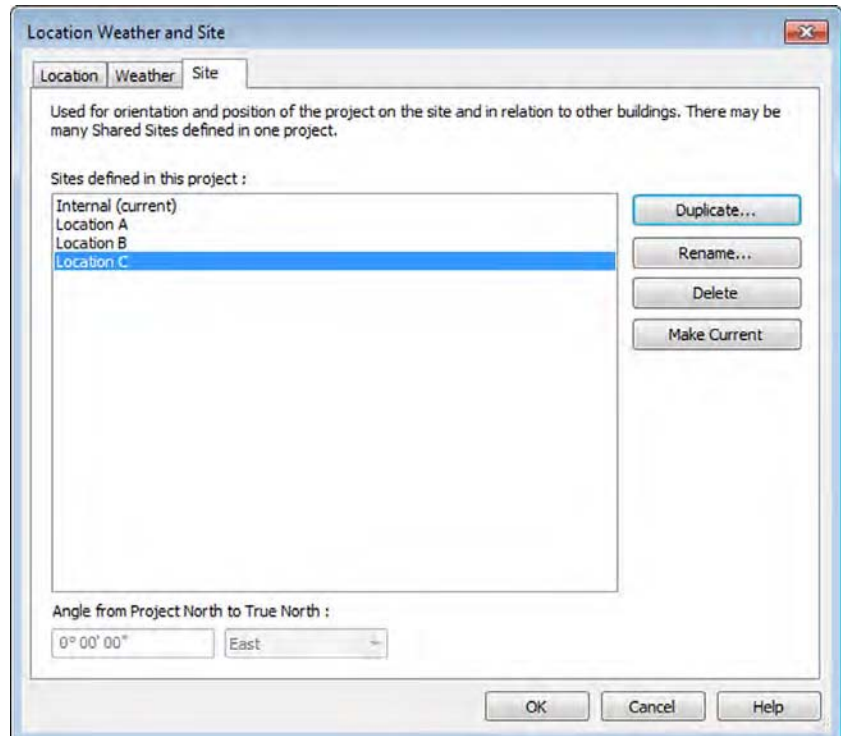 Location Weather and Site
Location Weather Site
Used for orientation and position of the project on the site and in relation to other buildings. There may be
many Shared Sites defined in one project.
Sites defined in this project :
Internal (current)
Location A
Location B
Location C
Duplicate...
Rename...
Delete
Make Current
Angle from Project North to True North :
0° 00' 00" East
OK Cancel Help